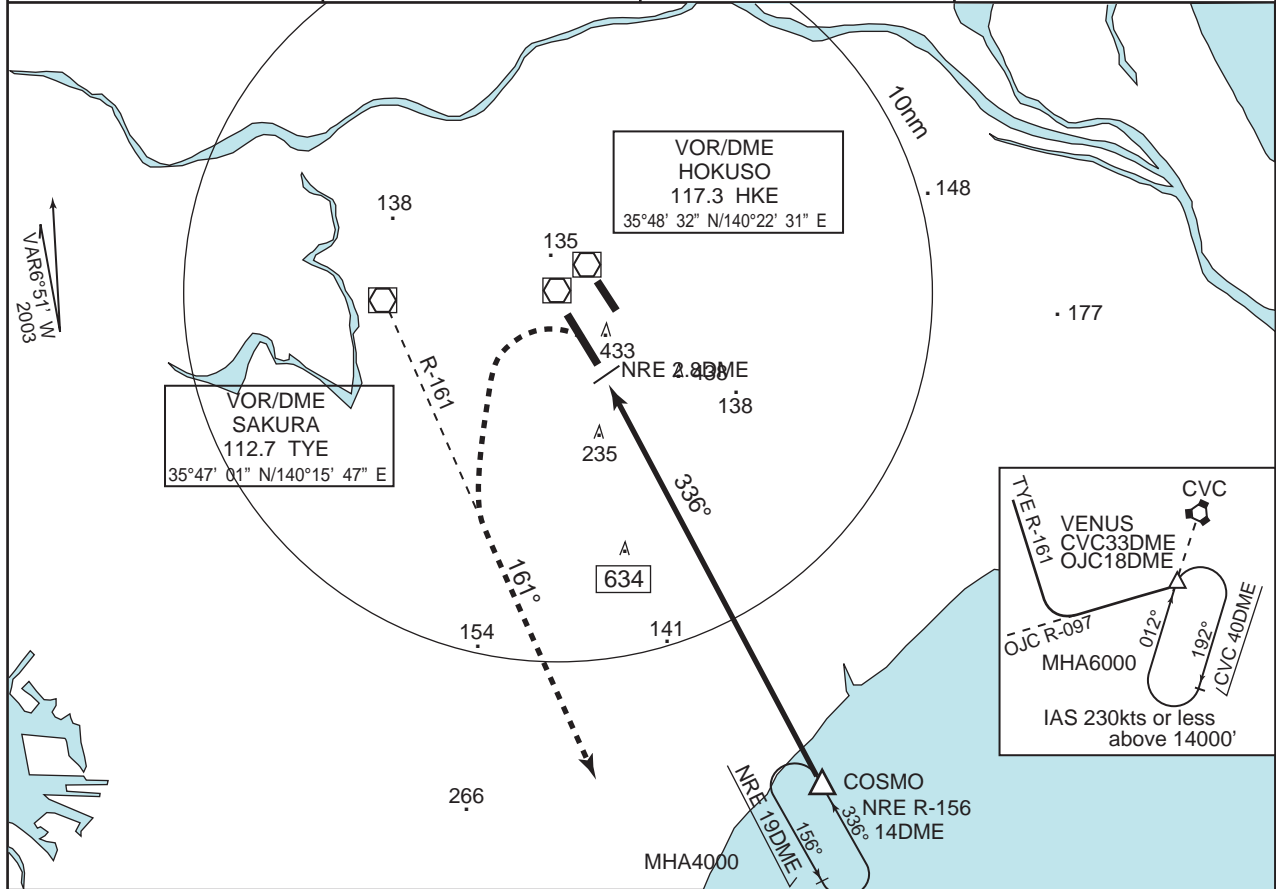 10nm
VOR/DME
HOKUSO
117.3 HKE
35°48' 32" N/140°22' 31" E
148
138
135
VAR6°51' W
2003
177
R-161
433
NRE 2.8DME
438
138
VOR/DME
SAKURA
112.7 TYE
35°47' 01" N/140°15' 47" E
235
336°
TYE R-161
CVC
VENUS
CVC33DME
OJC18DME
OJC R-097
012°
192°
CVC 40DME
MHA6000
IAS 230kts or less
above 14000'
161°
634
154
141
266
COSMO
NRE R-156
14DME
NRE 19DME
156°
336°
MHA4000